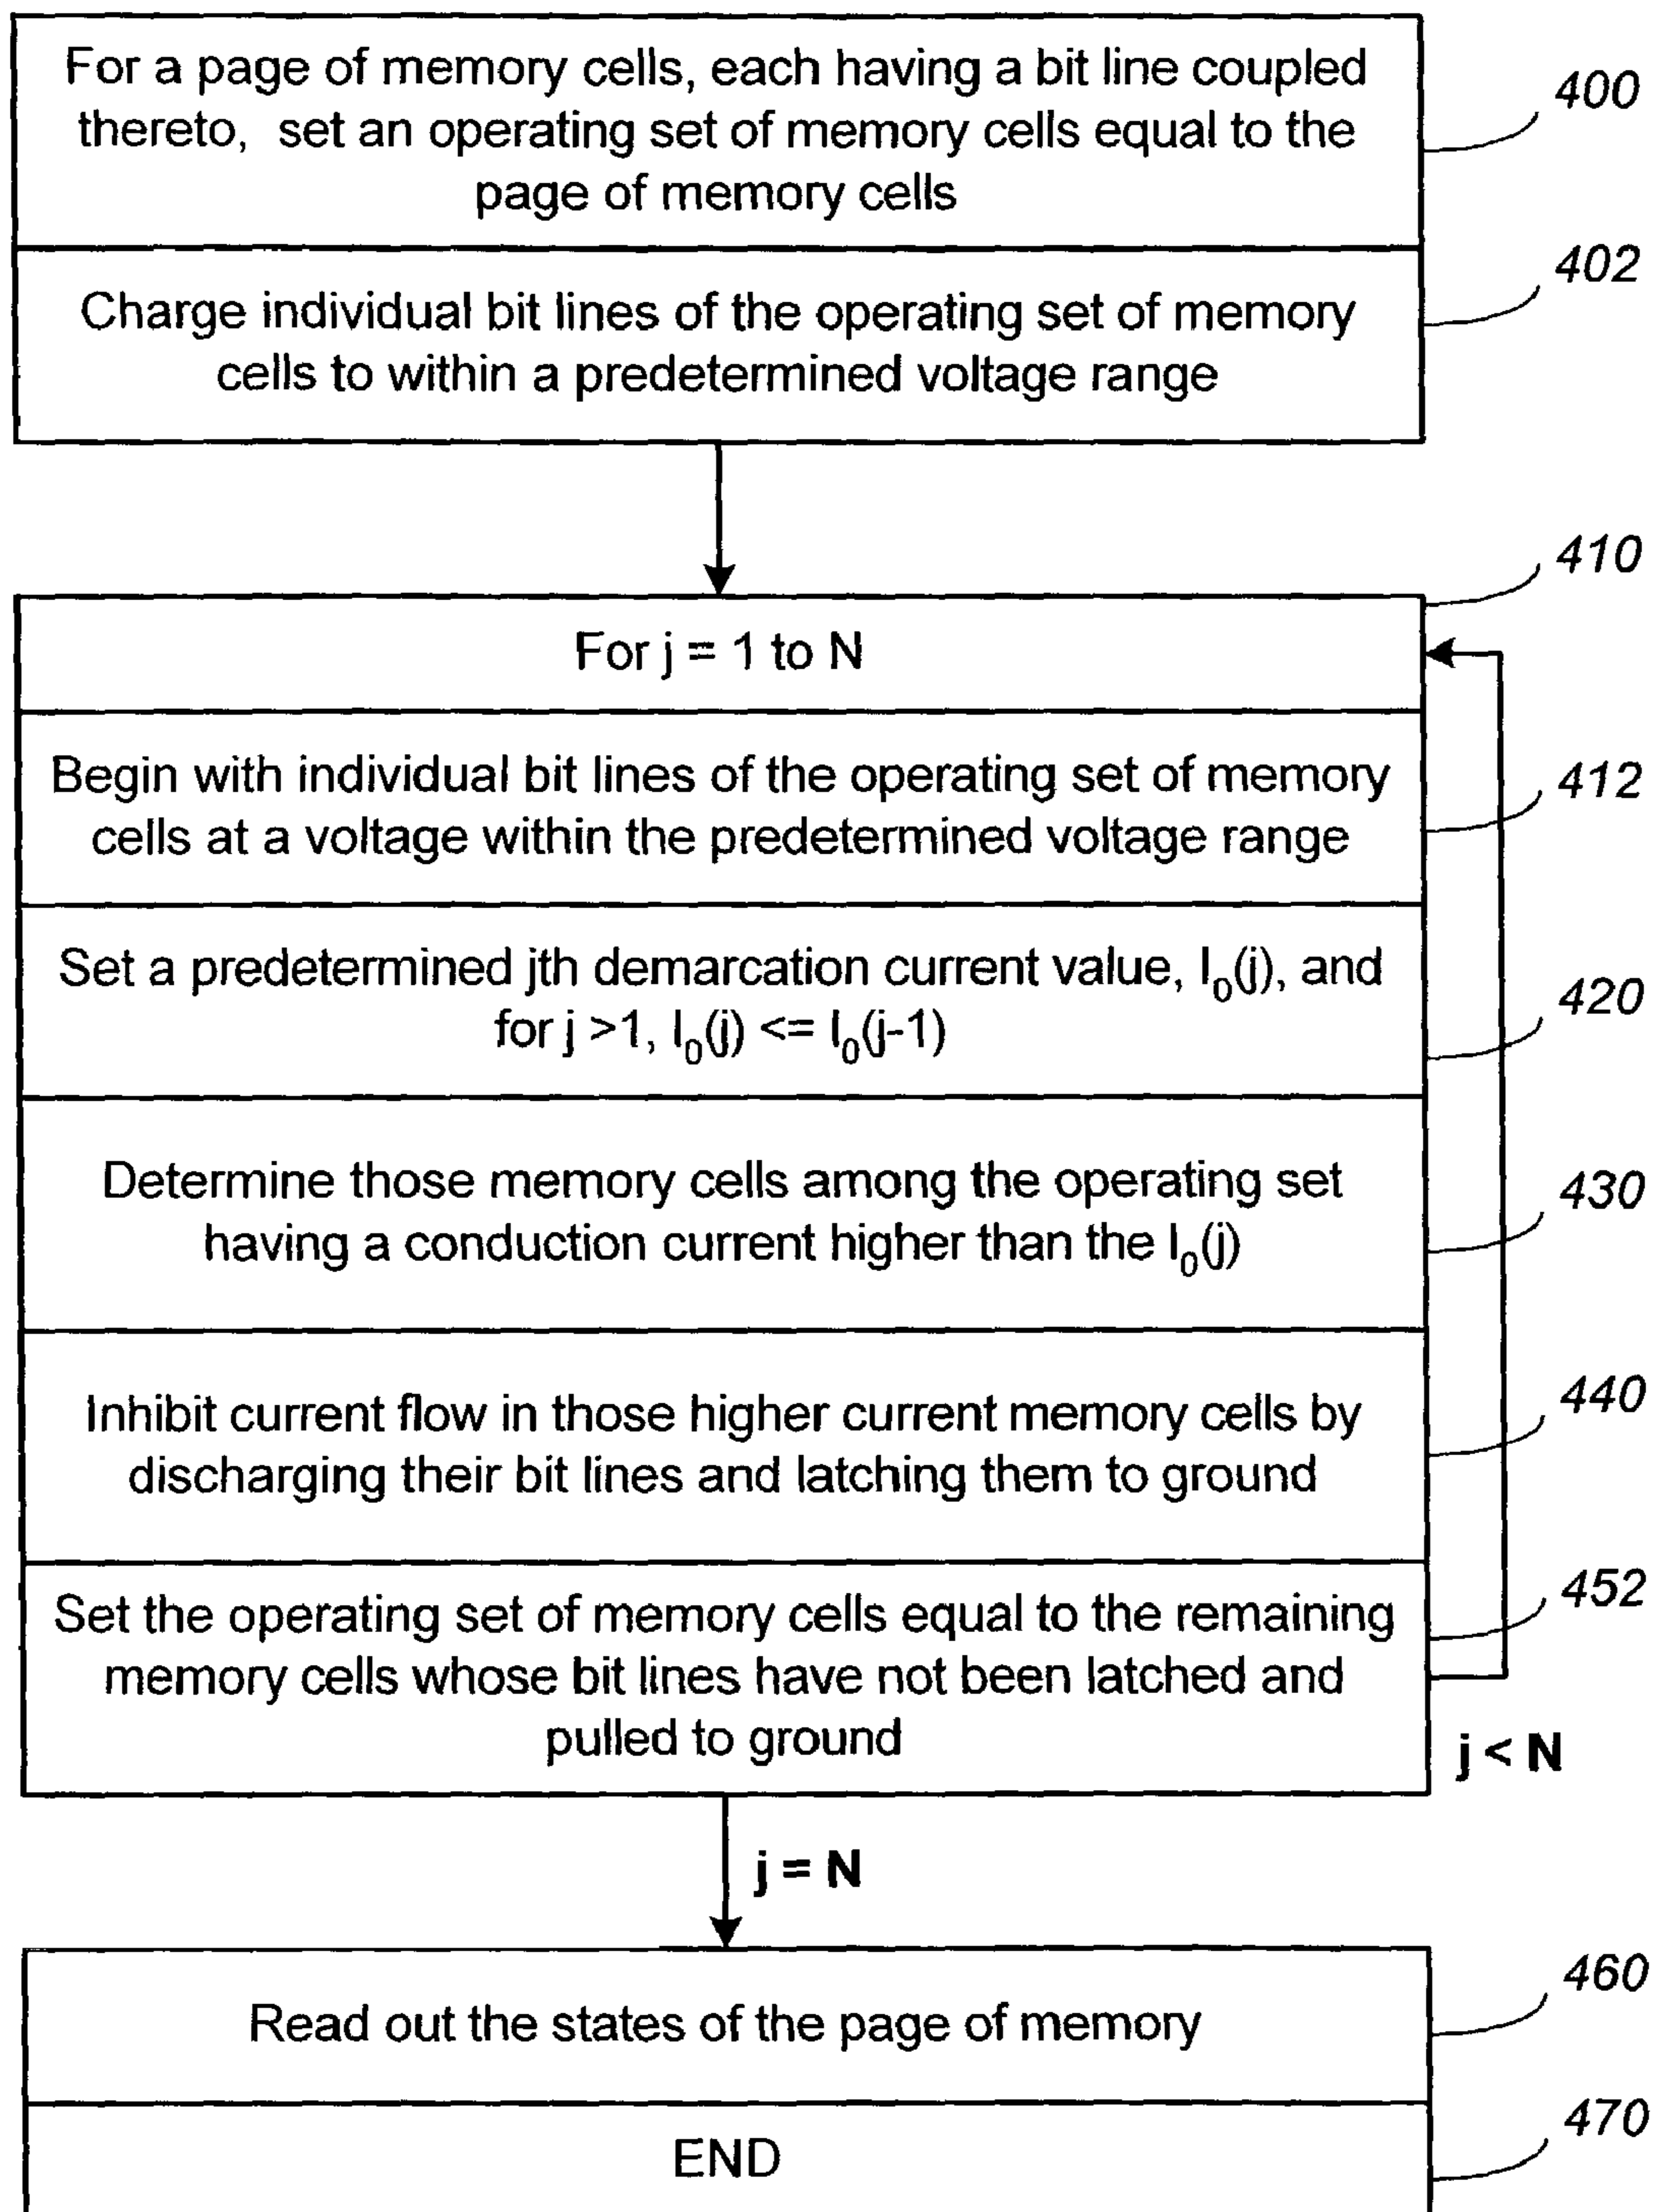 For a page of memory cells, each having a bit line coupled
thereto, set an operating set of memory cells equal to the
page of memory cells
400
Charge individual bit lines of the operating set of memory
cells to within a predetermined voltage range
402
410
For j = 1 to N
Begin with individual bit lines of the operating set of memory
cells at a voltage within the predetermined voltage range
412
Set a predetermined jth demarcation current value, I₀(j), and
for j >1, I₀(j) <= I₀(j-1)
420
Determine those memory cells among the operating set
having a conduction current higher than the I₀(j)
430
Inhibit current flow in those higher current memory cells by
discharging their bit lines and latching them to ground
440
Set the operating set of memory cells equal to the remaining
memory cells whose bit lines have not been latched and
pulled to ground
452
j < N
j = N
Read out the states of the page of memory
460
END
470